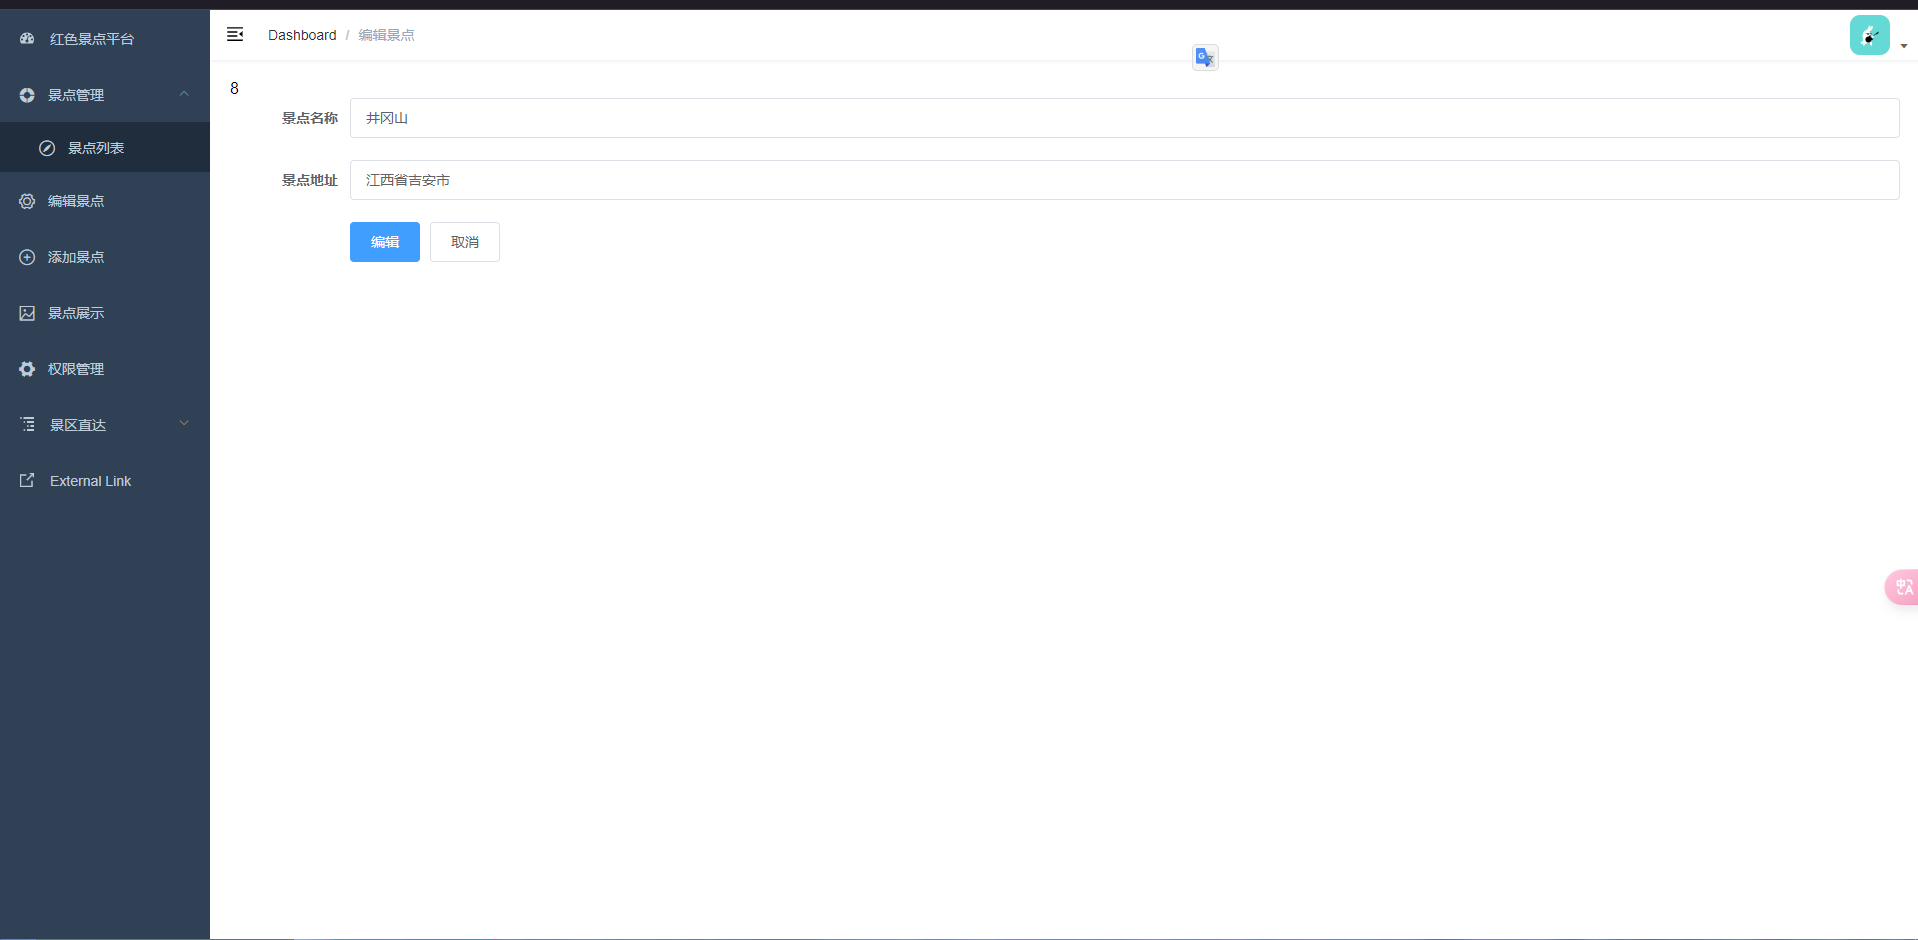 红色景点平台
景点管理
景点列表
编辑景点
添加景点
景点展示
权限管理
景区直达
External Link
Dashboard / 编辑景点
8
景点名称 井冈山
景点地址 江西省吉安市
编辑 取消
中A